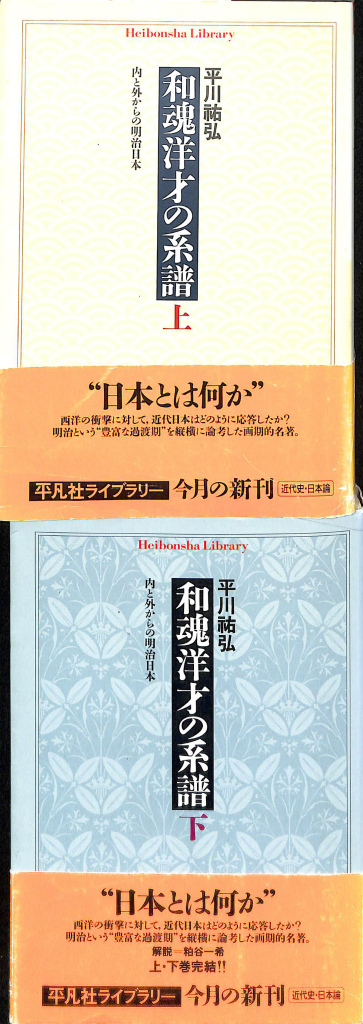 Heibonsha Library
平川祐弘
和魂洋才の系譜 上
内と外からの明治日本
“日本とは何か”
西洋の衝撃に対して,近代日本はどのように応答したか?
明治という“豊富な過渡期”を縦横に論考した画期的名著。
平凡社ライブラリー 今月の新刊 近代史・日本論
Heibonsha Library
平川祐弘
和魂洋才の系譜 下
内と外からの明治日本
“日本とは何か”
西洋の衝撃に対して,近代日本はどのように応答したか?
明治という“豊富な過渡期”を縦横に論考した画期的名著。
解説=粕谷一希
上・下巻完結!!
平凡社ライブラリー 今月の新刊 近代史・日本論